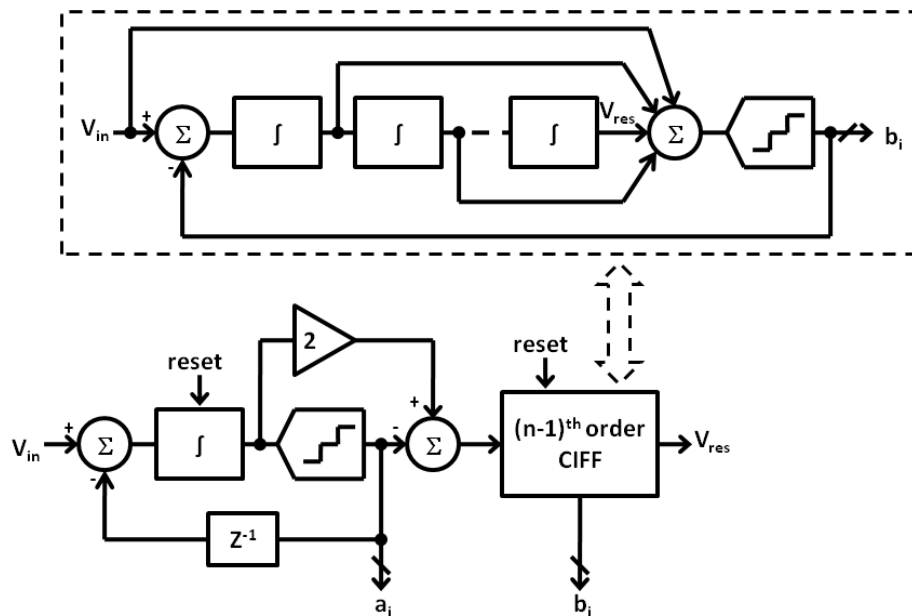 V_in
+
Σ
-
∫
∫
∫
V_res
Σ
b_i
2
reset
reset
V_in
+
Σ
-
∫
+
-
Σ
(n-1)^th order
CIFF
V_res
Z^-1
a_i
b_i